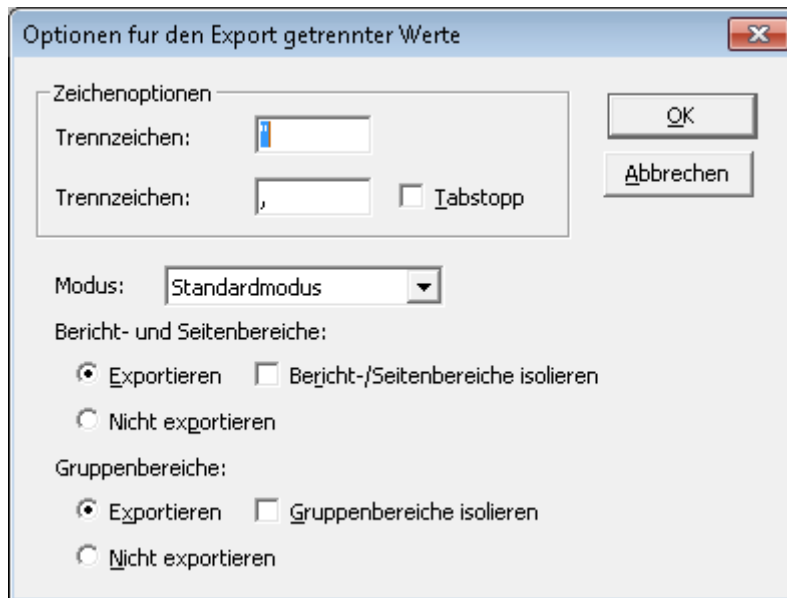 Optionen fur den Export getrennter Werte
Zeichenoptionen
Trennzeichen: "
OK
Trennzeichen: , Tabstopp
Abbrechen
Modus: Standardmodus
Bericht- und Seitenbereiche:
Exportieren Bericht-/Seitenbereiche isolieren
Nicht exportieren
Gruppenbereiche:
Exportieren Gruppenbereiche isolieren
Nicht exportieren